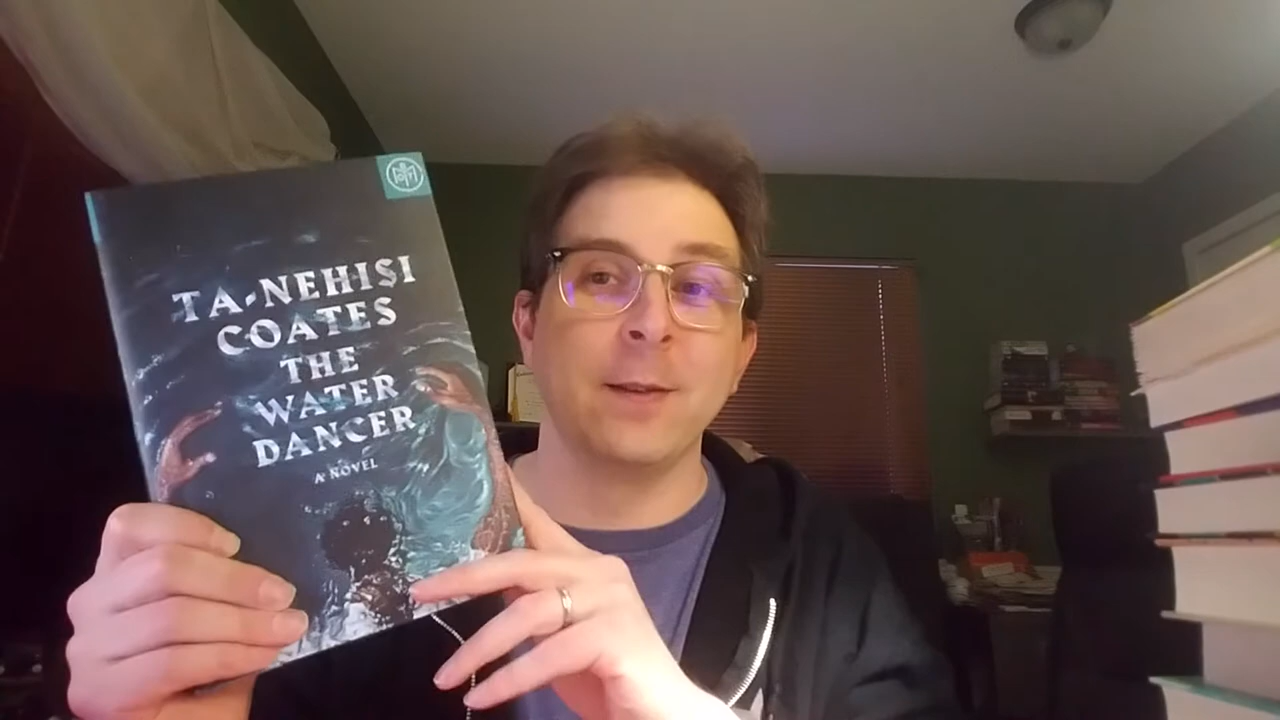 TA-NEHISI
COATES
THE
WATER
DANCER
A NOVEL